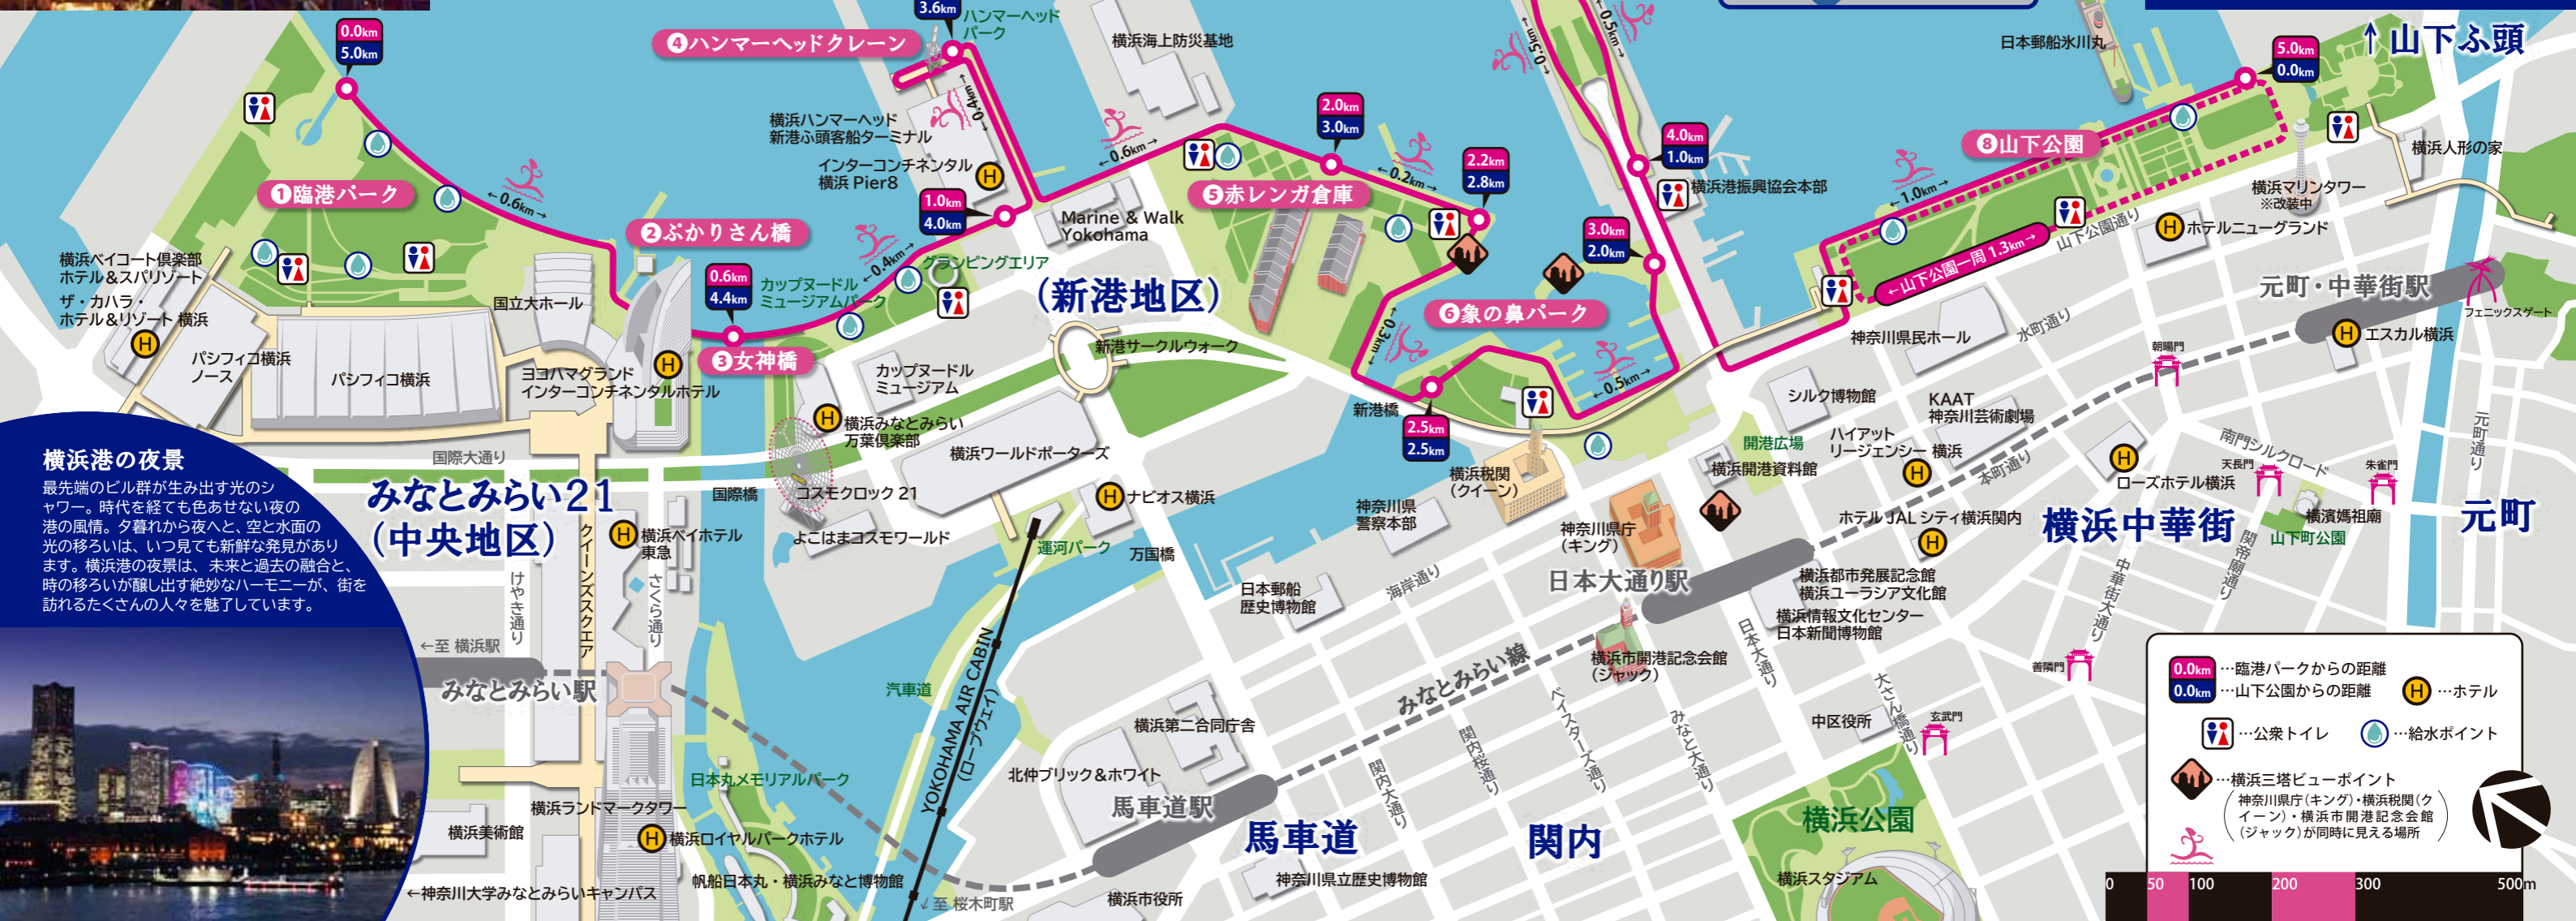 0.0km
5.0km
3.6km
ハンマーヘッド
パーク
❹ハンマーヘッドクレーン
横浜海上防災基地
←0.4km→
←0.5km→
←0.5km→
日本郵船氷川丸
5.0km
0.0km
↑山下ふ頭
横浜ハンマーヘッド
新港ふ頭客船ターミナル
インターコンチネンタル
横浜 Pier8
H
←0.6km→
2.0km
3.0km
←0.2km→
2.2km
2.8km
4.0km
1.0km
横浜港振興協会本部
❽山下公園
←1.0km→
横浜人形の家
横浜マリンタワー
※改装中
❶臨港パーク
←0.6km→
❷ぷかりさん橋
1.0km
4.0km
Marine & Walk
Yokohama
❺赤レンガ倉庫
3.0km
2.0km
←山下公園一周 1.3km→
山下公園通り
H
ホテルニューグランド
横浜ベイコート倶楽部
ホテル&スパリゾート
ザ・カハラ・
ホテル&リゾート 横浜
H
国立大ホール
0.6km
4.4km
カップヌードル
ミュージアムパーク
←0.4km→
グランピングエリア
(新港地区)
❻象の鼻パーク
←0.3km→
←0.5km→
神奈川県民ホール
水町通り
元町・中華街駅
フェニックスゲート
H
エスカル横浜
朝陽門
パシフィコ横浜
ノース
パシフィコ横浜
ヨコハマグランド
インターコンチネンタルホテル
H
❸女神橋
カップヌードル
ミュージアム
新港サークルウォーク
新港橋
2.5km
2.5km
シルク博物館
KAAT
神奈川芸術劇場
H
横浜みなとみらい
万葉倶楽部
横浜ワールドポーターズ
横浜税関
(クイーン)
開港広場
横浜開港資料館
ハイアット
リージェンシー 横浜
H
本町通り
H
ローズホテル横浜
南門シルクロード
天長門
朱雀門
元町通り
横浜港の夜景
最先端のビル群が生み出す光のシ
ャワー。時代を経ても色あせない夜の
港の風情。夕暮れから夜へと、空と水面の
光の移ろいは、いつ見ても新鮮な発見があり
ます。横浜港の夜景は、未来と過去の融合と、
時の移ろいが醸し出す絶妙なハーモニーが、街を
訪れるたくさんの人々を魅了しています。
国際大通り
みなとみらい21
(中央地区)
クイーンズスクエア
けやき通り
さくら通り
H
横浜ベイホテル
東急
国際橋
コスモクロック 21
よこはまコスモワールド
H
ナビオス横浜
運河パーク
万国橋
神奈川県
警察本部
神奈川県庁
(キング)
ホテル JALシティ横浜関内
H
横浜中華街
横濱媽祖廟
山下町公園
関帝廟通り
中華街大通り
元町
日本郵船
歴史博物館
海岸通り
日本大通り駅
横浜都市発展記念館
横浜ユーラシア文化館
横浜情報文化センター
日本新聞博物館
横浜市開港記念会館
(ジャック)
日本大通り
善隣門
←至 横浜駅
みなとみらい駅
汽車道
YOKOHAMA AIR CABIN
(ロープウェイ)
みなとみらい線
ベイスターズ通り
みなと大通り
関内桜通り
関内大通り
大さん橋通り
中区役所
玄武門
横浜第二合同庁舎
北仲ブリック&ホワイト
馬車道駅
馬車道
関内
横浜公園
横浜スタジアム
日本丸メモリアルパーク
横浜ランドマークタワー
横浜美術館
H
横浜ロイヤルパークホテル
←神奈川大学みなとみらいキャンパス
帆船日本丸・横浜みなと博物館
↙至 桜木町駅
横浜市役所
神奈川県立歴史博物館
0.0km…臨港パークからの距離
0.0km…山下公園からの距離
H…ホテル
…公衆トイレ
…給水ポイント
…横浜三塔ビューポイント
(神奈川県庁(キング)・横浜税関(ク
イーン)・横浜市開港記念会館
(ジャック)が同時に見える場所)
0 50 100 200 300 500m